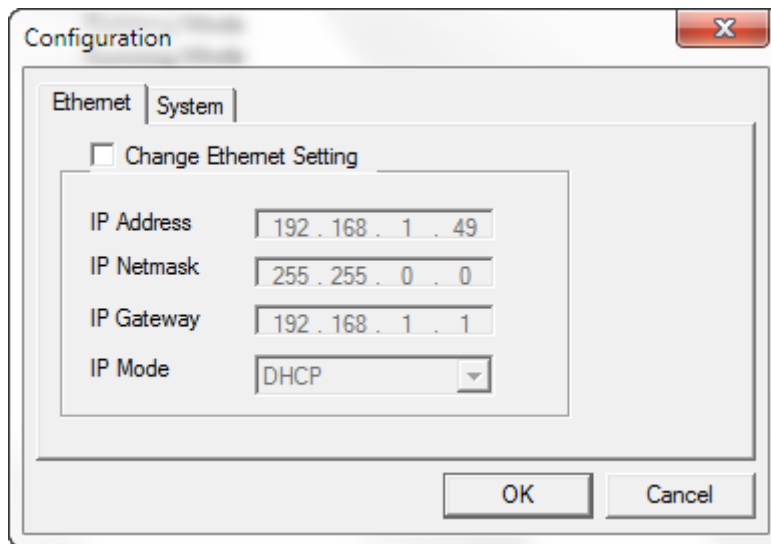 Configuration
Ethernet System
Change Ethernet Setting
IP Address 192 . 168 . 1 . 49
IP Netmask 255 . 255 . 0 . 0
IP Gateway 192 . 168 . 1 . 1
IP Mode DHCP
OK Cancel